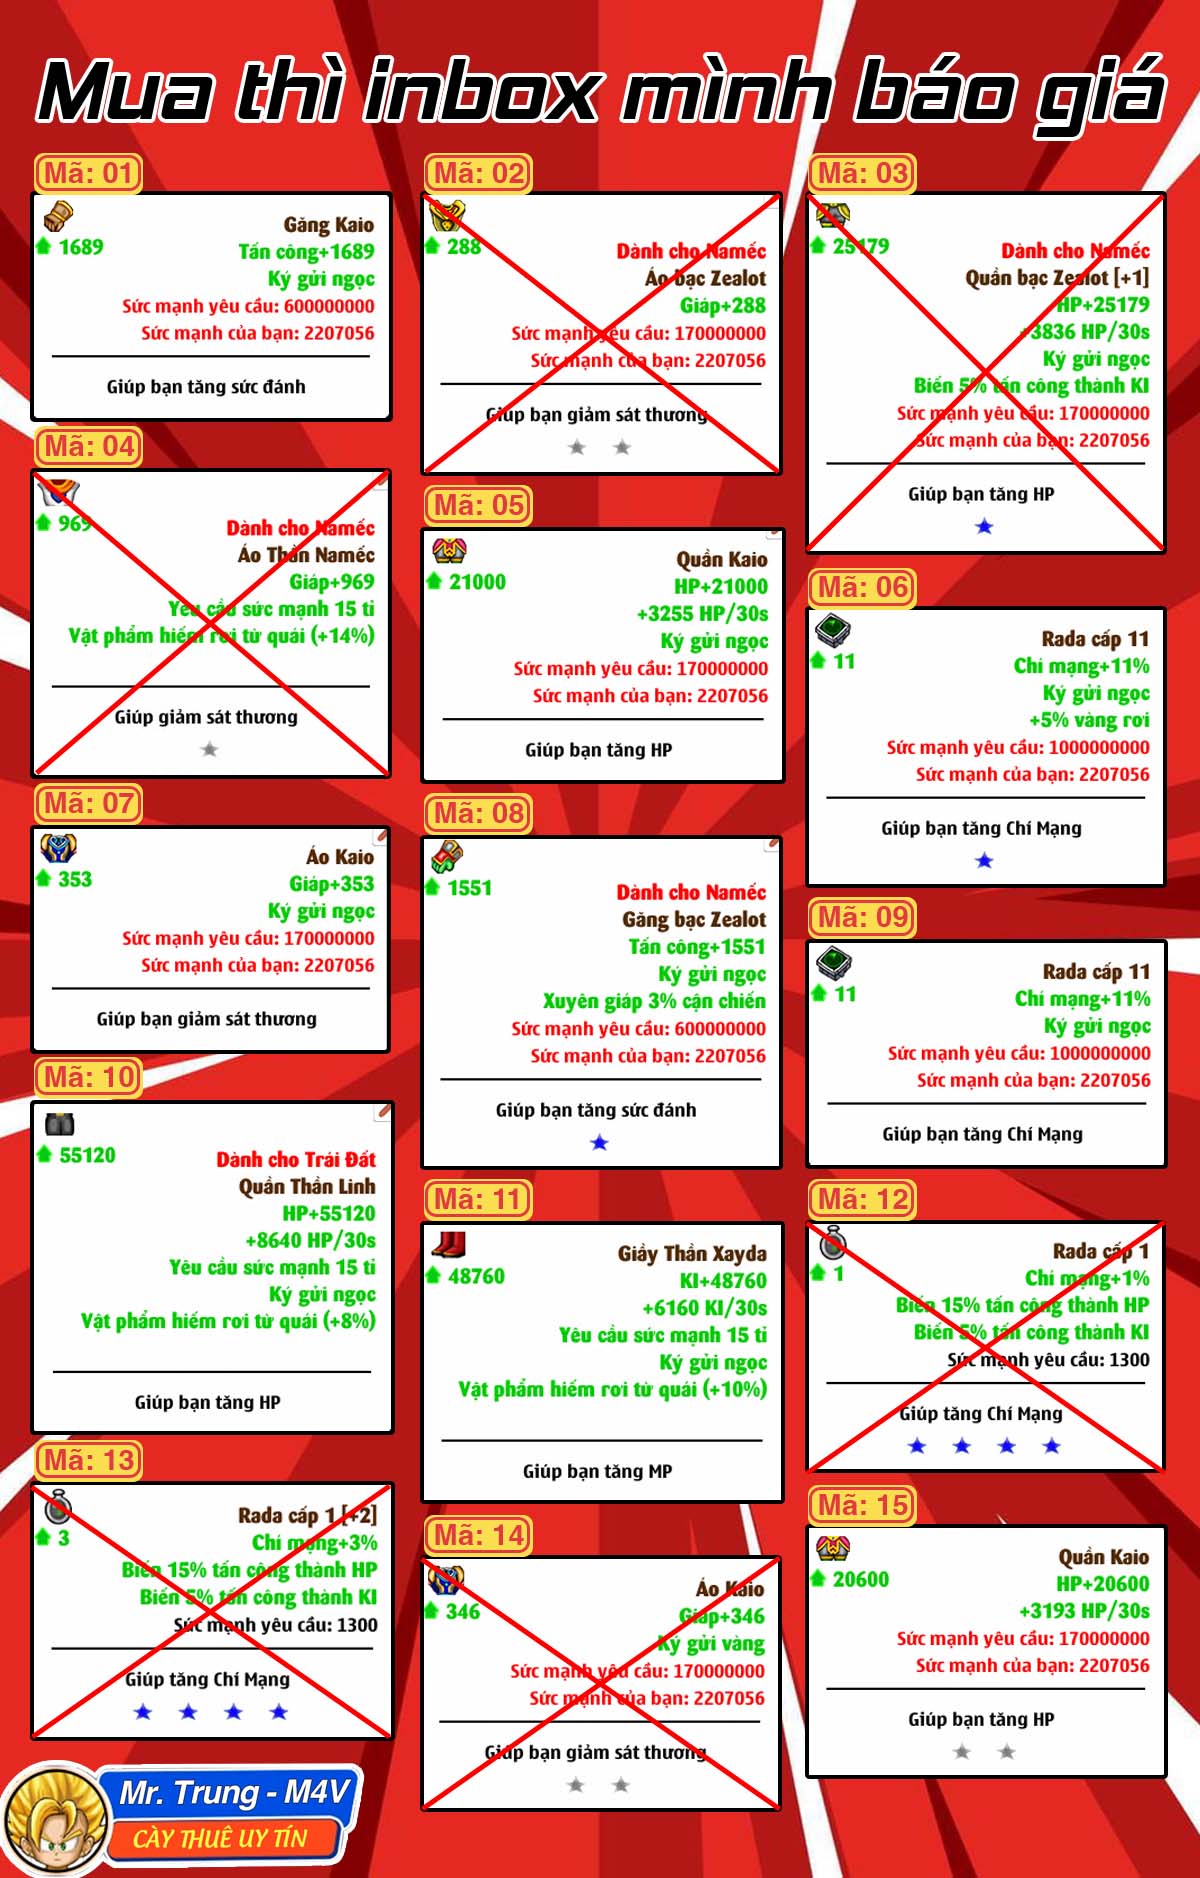 Mua thì inbox mình báo giá
Mã: 01
1689
Găng Kaio
Tấn công+1689
Ký gửi ngọc
Sức mạnh yêu cầu: 600000000
Sức mạnh của bạn: 2207056
Giúp bạn tăng sức đánh
Mã: 02
288
Dành cho Namếc
Áo bạc Zealot
Giáp+288
Sức mạnh yêu cầu: 170000000
Sức mạnh của bạn: 2207056
Giúp bạn giảm sát thương
Mã: 03
25179
Dành cho Namếc
Quần bạc Zealot [+1]
HP+25179
+3836 HP/30s
Ký gửi ngọc
Biến 5% tấn công thành KI
Sức mạnh yêu cầu: 170000000
Sức mạnh của bạn: 2207056
Giúp bạn tăng HP
Mã: 04
969
Dành cho Namếc
Áo Thần Namếc
Giáp+969
Yêu cầu sức mạnh 15 tỉ
Vật phẩm hiếm rơi từ quái (+14%)
Giúp giảm sát thương
Mã: 05
21000
Quần Kaio
HP+21000
+3255 HP/30s
Ký gửi ngọc
Sức mạnh yêu cầu: 170000000
Sức mạnh của bạn: 2207056
Giúp bạn tăng HP
Mã: 06
11
Rada cấp 11
Chí mạng+11%
Ký gửi ngọc
+5% vàng rơi
Sức mạnh yêu cầu: 1000000000
Sức mạnh của bạn: 2207056
Giúp bạn tăng Chí Mạng
Mã: 07
353
Áo Kaio
Giáp+353
Ký gửi ngọc
Sức mạnh yêu cầu: 170000000
Sức mạnh của bạn: 2207056
Giúp bạn giảm sát thương
Mã: 08
1551
Dành cho Namếc
Găng bạc Zealot
Tấn công+1551
Ký gửi ngọc
Xuyên giáp 3% cận chiến
Sức mạnh yêu cầu: 600000000
Sức mạnh của bạn: 2207056
Giúp bạn tăng sức đánh
Mã: 09
11
Rada cấp 11
Chí mạng+11%
Ký gửi ngọc
Sức mạnh yêu cầu: 1000000000
Sức mạnh của bạn: 2207056
Giúp bạn tăng Chí Mạng
Mã: 10
55120
Dành cho Trái Đất
Quần Thần Linh
HP+55120
+8640 HP/30s
Yêu cầu sức mạnh 15 tỉ
Ký gửi ngọc
Vật phẩm hiếm rơi từ quái (+8%)
Giúp bạn tăng HP
Mã: 11
48760
Giầy Thần Xayda
KI+48760
+6160 KI/30s
Yêu cầu sức mạnh 15 tỉ
Ký gửi ngọc
Vật phẩm hiếm rơi từ quái (+10%)
Giúp bạn tăng MP
Mã: 12
1
Rada cấp 1
Chí mạng+1%
Biến 15% tấn công thành HP
Biến 5% tấn công thành KI
Sức mạnh yêu cầu: 1300
Giúp tăng Chí Mạng
Mã: 13
3
Rada cấp 1 [+2]
Chí mạng+3%
Biến 15% tấn công thành HP
Biến 5% tấn công thành KI
Sức mạnh yêu cầu: 1300
Giúp tăng Chí Mạng
Mã: 14
346
Áo Kaio
Giáp+346
Ký gửi vàng
Sức mạnh yêu cầu: 170000000
Sức mạnh của bạn: 2207056
Giúp bạn giảm sát thương
Mã: 15
20600
Quần Kaio
HP+20600
+3193 HP/30s
Sức mạnh yêu cầu: 170000000
Sức mạnh của bạn: 2207056
Giúp bạn tăng HP
Mr. Trung - M4V
CÀY THUÊ UY TÍN